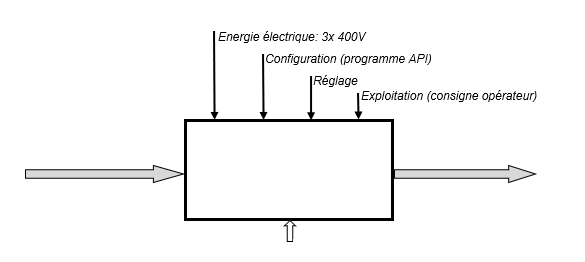 Energie électrique: 3x 400V
Configuration (programme API)
Réglage
Exploitation (consigne opérateur)